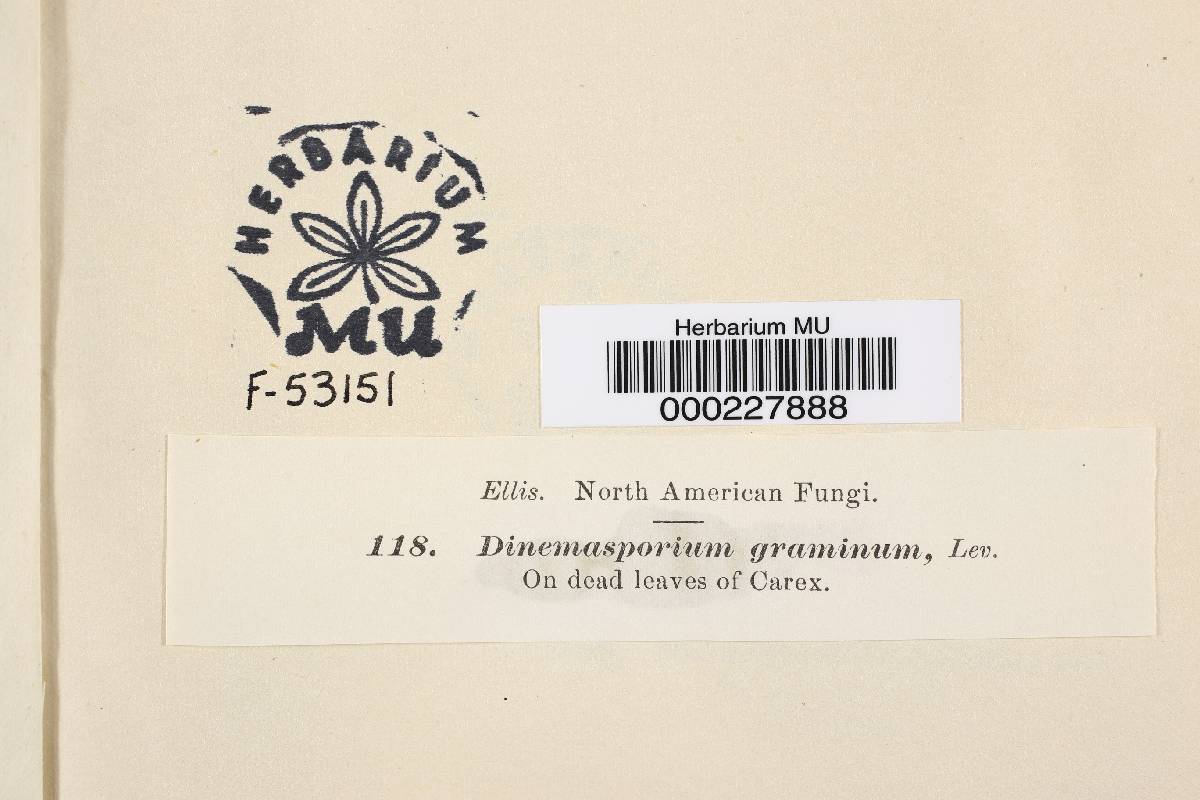 HERBARIUM
MU
F-53151
Herbarium MU
000227888
Ellis. North American Fungi.
118. Dinemasporium graminum, Lev.
On dead leaves of Carex.